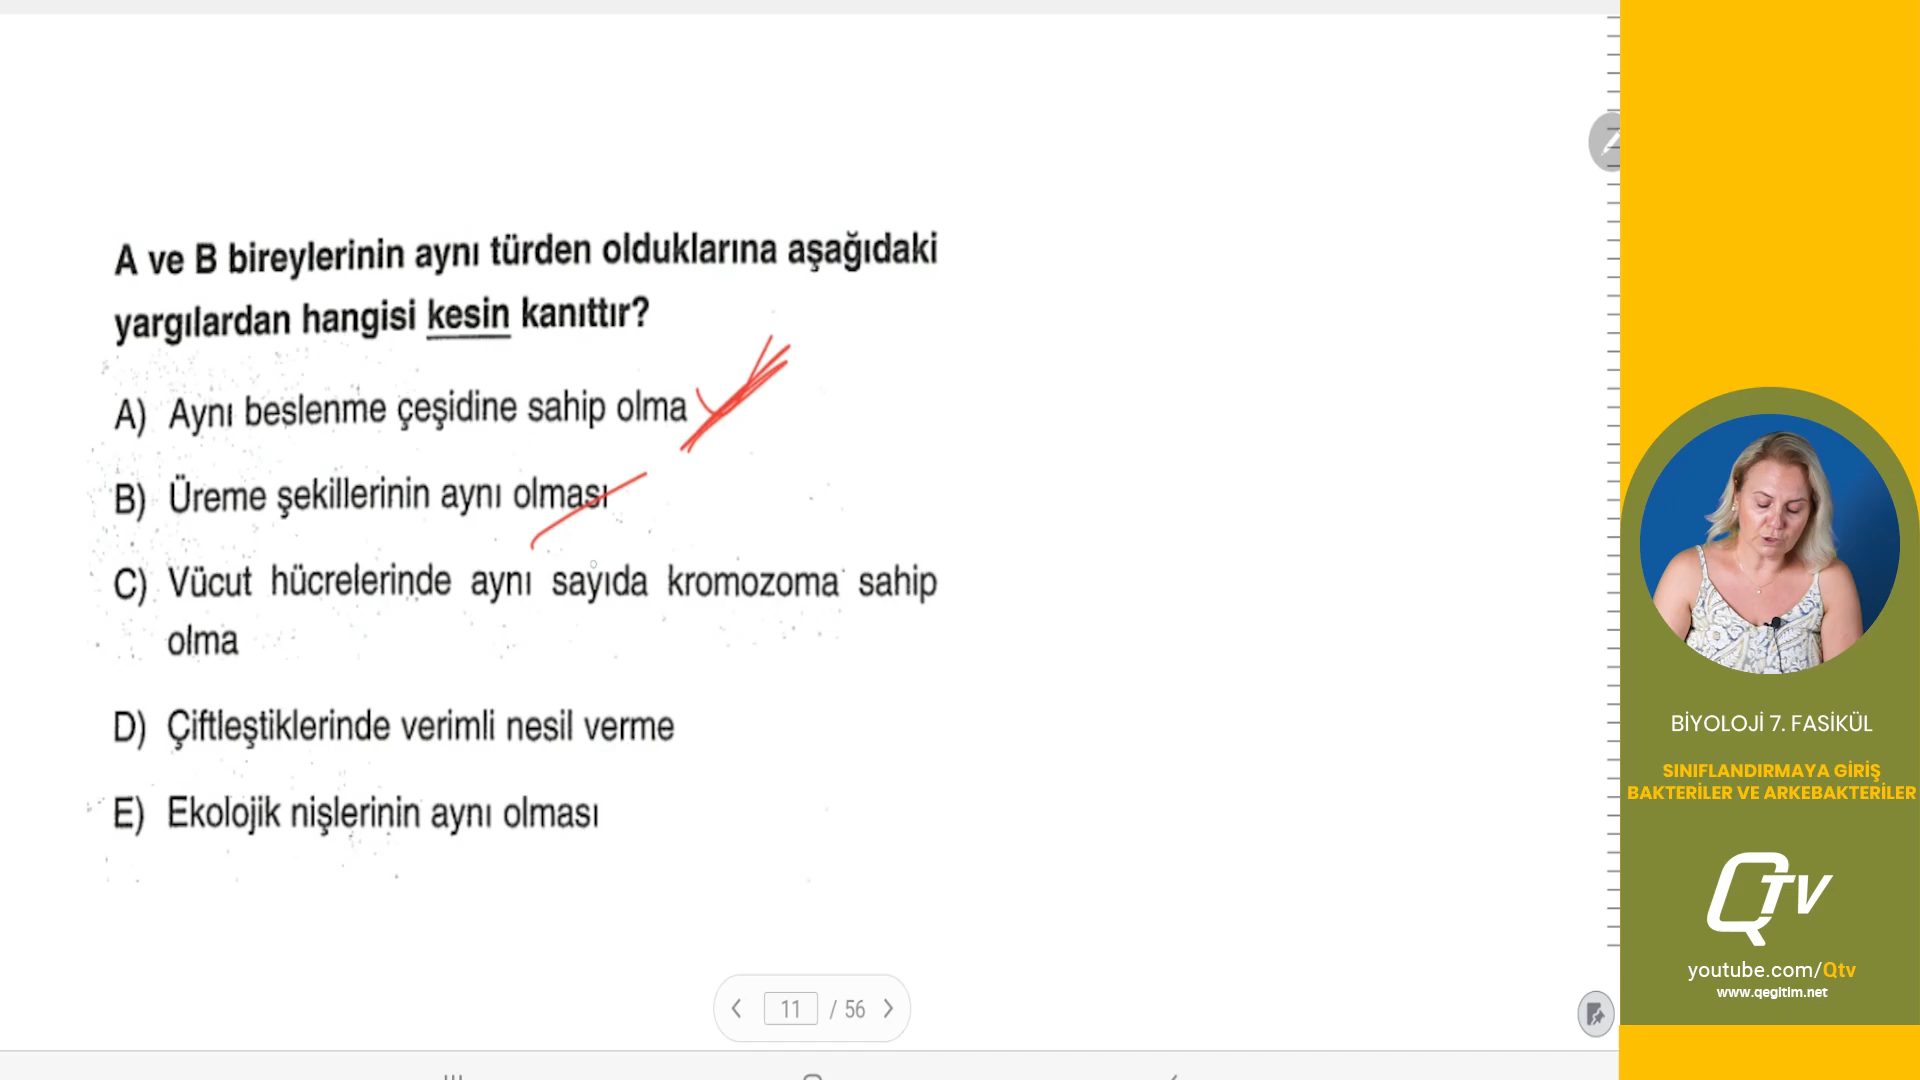 A ve B bireylerinin aynı türden olduklarına aşağıdaki
yargılardan hangisi kesin kanıttır?
A) Aynı beslenme çeşidine sahip olma
B) Üreme şekillerinin aynı olması
C) Vücut hücrelerinde aynı sayıda kromozoma sahip
olma
D) Çiftleştiklerinde verimli nesil verme
E) Ekolojik nişlerinin aynı olması
11 / 56
BİYOLOJİ 7. FASİKÜL
SINIFLANDIRMAYA GİRİŞ
BAKTERİLER VE ARKEBAKTERİLER
QTV
youtube.com/Qtv
www.qegitim.net